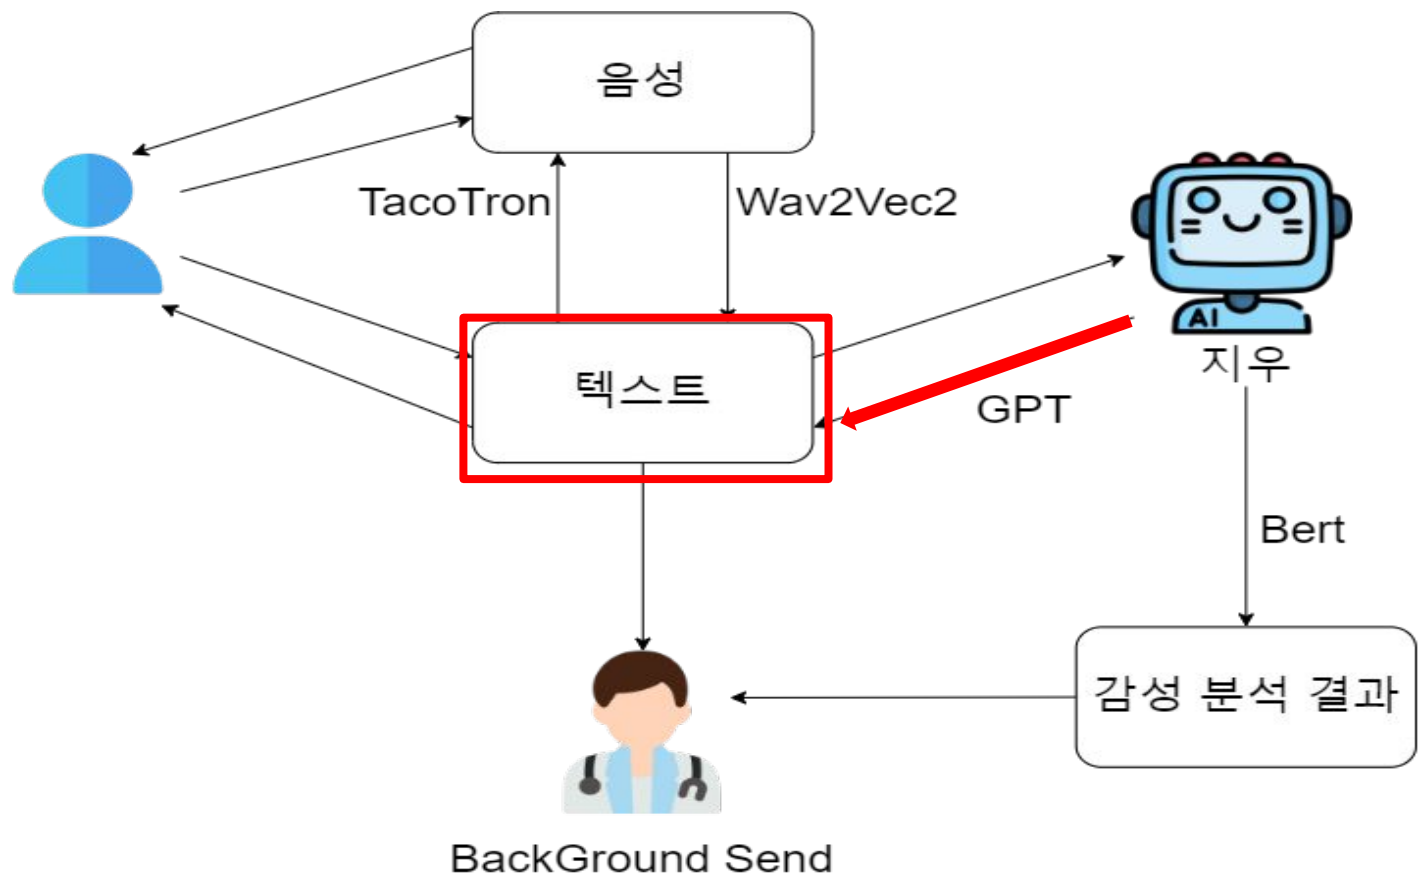 음성
TacoTron
Wav2Vec2
AI
지우
텍스트
GPT
Bert
감성 분석 결과
BackGround Send